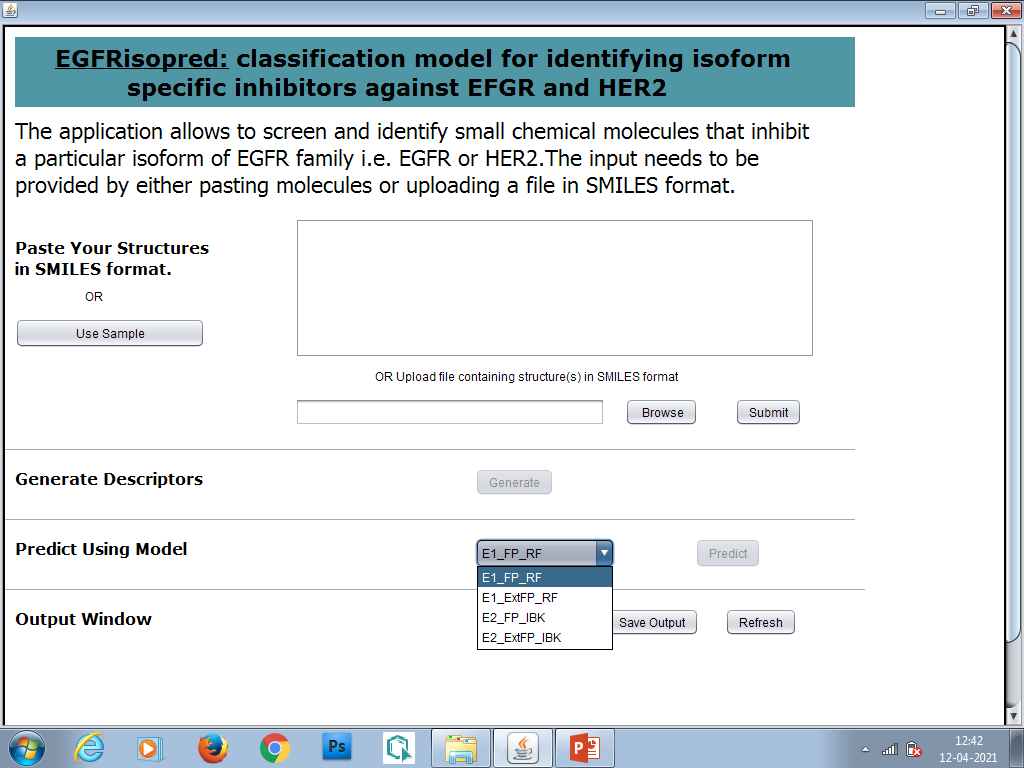 EGFRisopred: classification model for identifying isoform
specific inhibitors against EFGR and HER2
The application allows to screen and identify small chemical molecules that inhibit
a particular isoform of EGFR family i.e. EGFR or HER2.The input needs to be
provided by either pasting molecules or uploading a file in SMILES format.
Paste Your Structures
in SMILES format.
OR
Use Sample
OR Upload file containing structure(s) in SMILES format
Browse
Submit
Generate Descriptors
Generate
Predict Using Model
E1_FP_RF
Predict
E1_FP_RF
E1_ExtFP_RF
E2_FP_IBK
E2_ExtFP_IBK
Output Window
Save Output
Refresh
Ps
P
12:42
12-04-2021